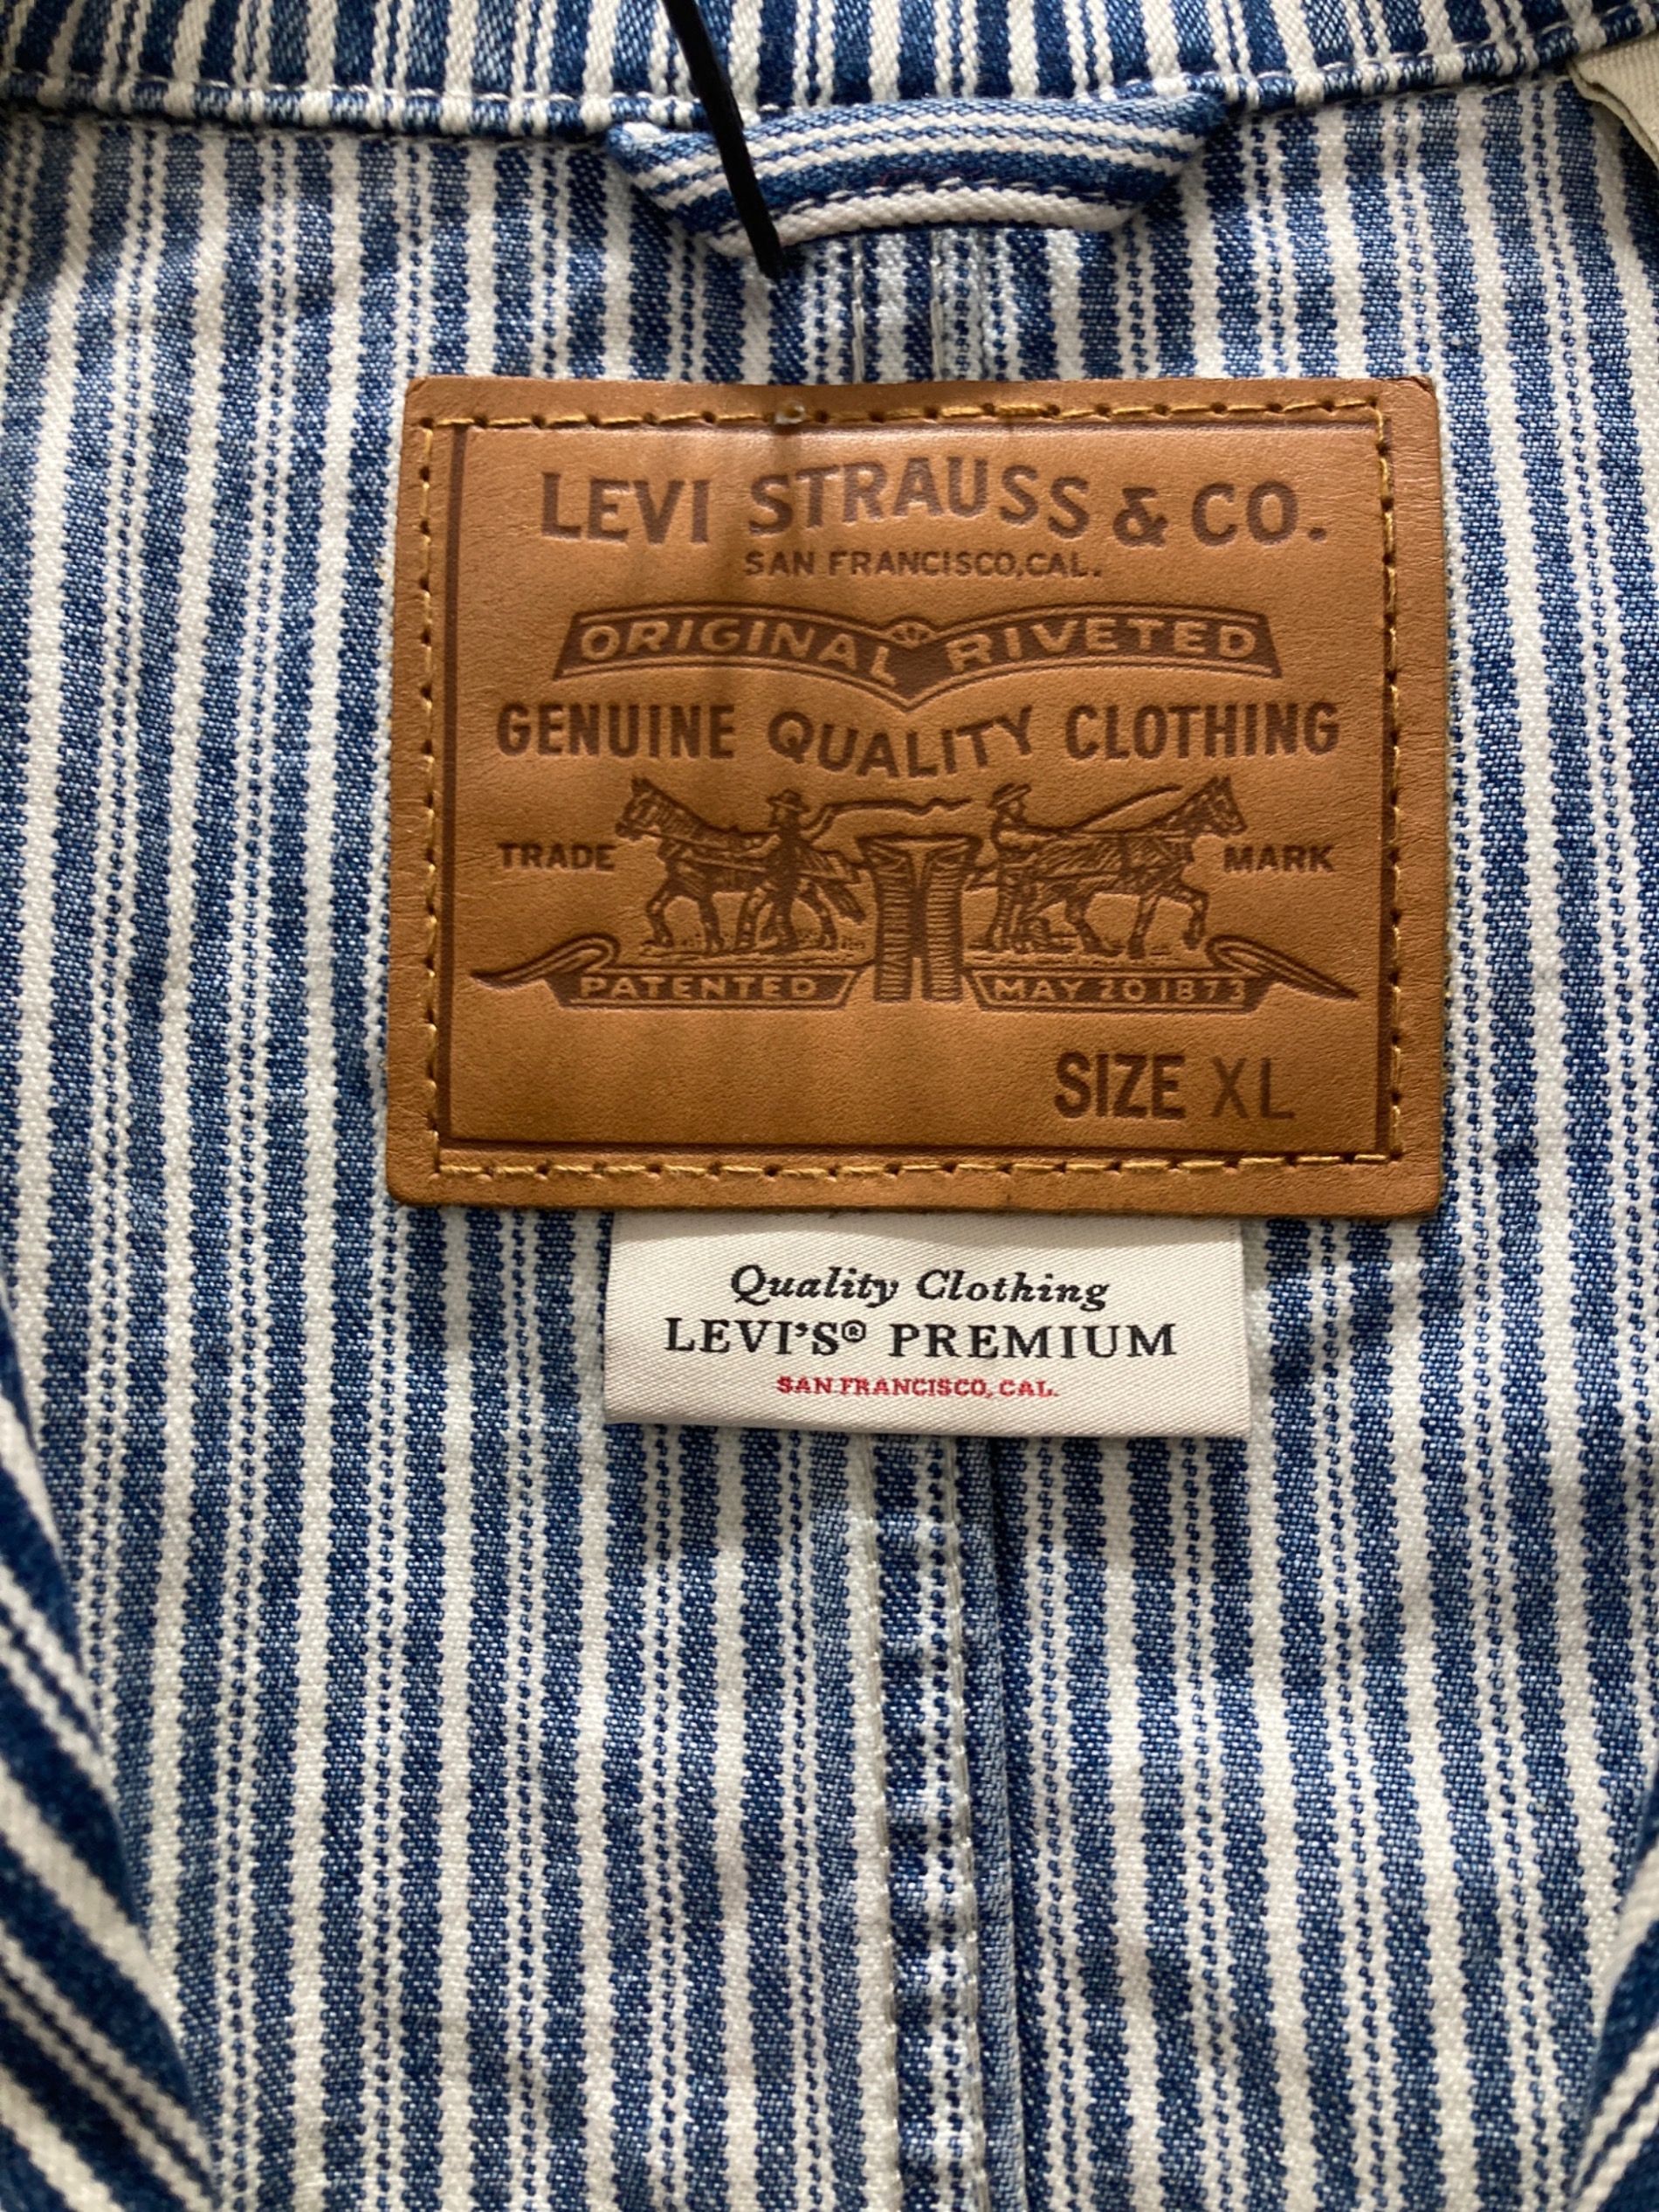 LEVI STRAUSS & CO.
SAN FRANCISCO,CAL.
ORIGINAL RIVETED
GENUINE QUALITY CLOTHING
TRADE MARK
PATENTED MAY 20 1873
SIZE XL
Quality Clothing
LEVI'S® PREMIUM
SAN FRANCISCO, CAL.